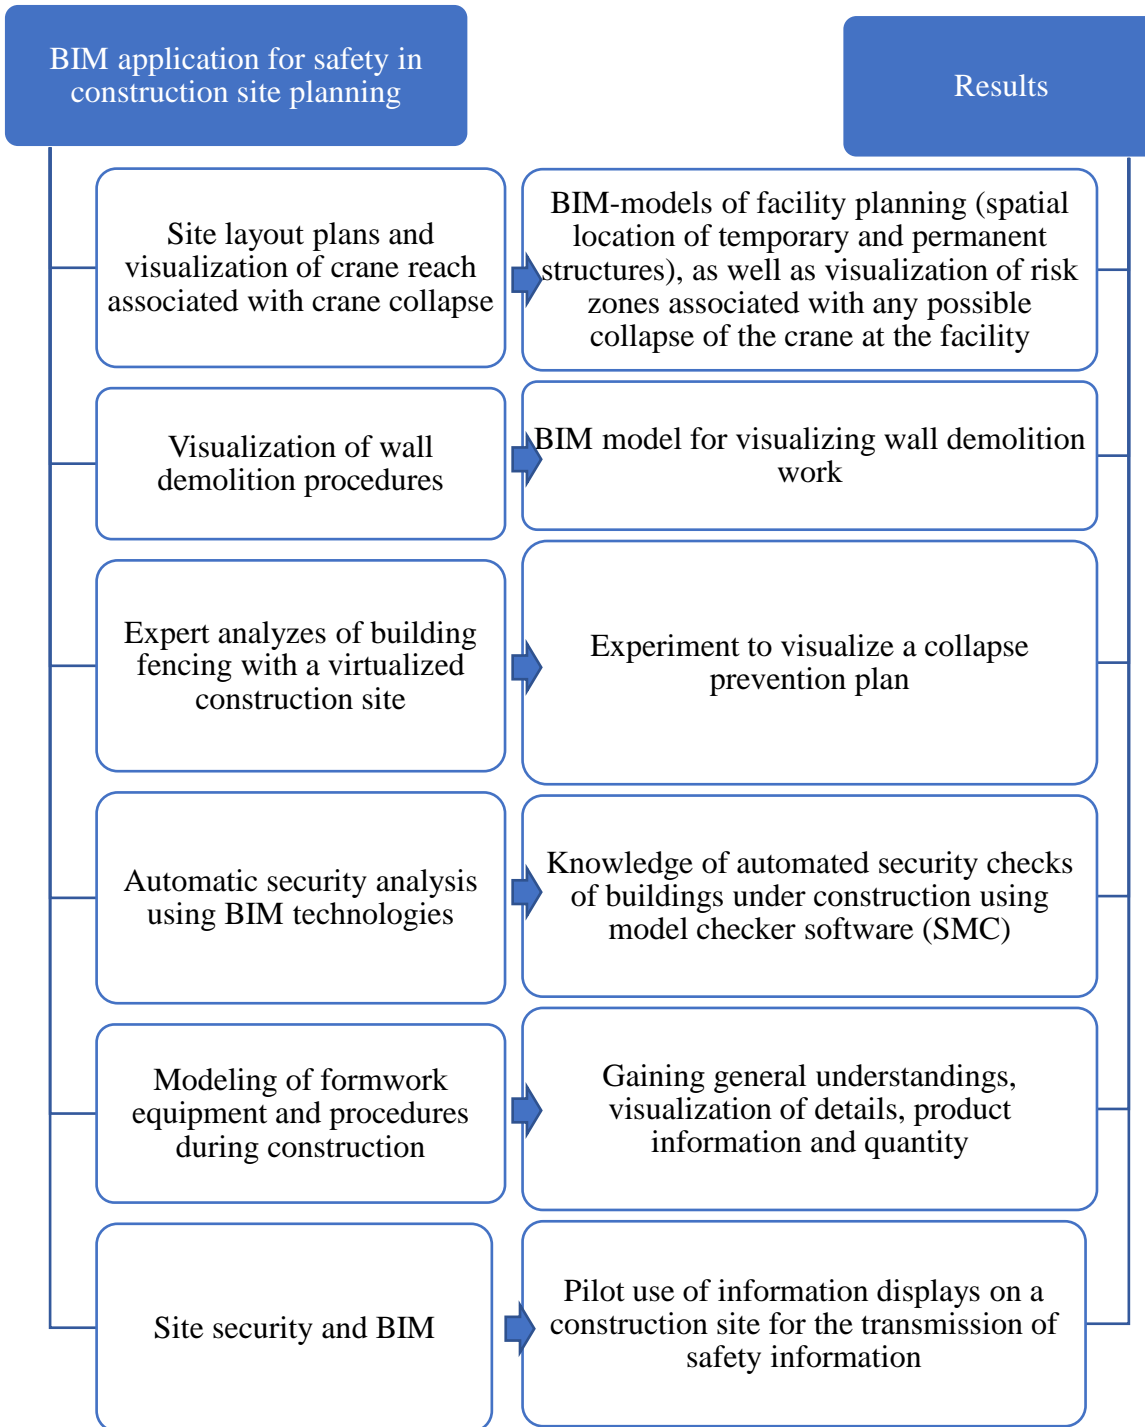 BIM application for safety in
construction site planning
Results
Site layout plans and
visualization of crane reach
associated with crane collapse
BIM-models of facility planning (spatial
location of temporary and permanent
structures), as well as visualization of risk
zones associated with any possible
collapse of the crane at the facility
Visualization of wall
demolition procedures
BIM model for visualizing wall demolition
work
Expert analyzes of building
fencing with a virtualized
construction site
Experiment to visualize a collapse
prevention plan
Automatic security analysis
using BIM technologies
Knowledge of automated security checks
of buildings under construction using
model checker software (SMC)
Modeling of formwork
equipment and procedures
during construction
Gaining general understandings,
visualization of details, product
information and quantity
Site security and BIM
Pilot use of information displays on a
construction site for the transmission of
safety information